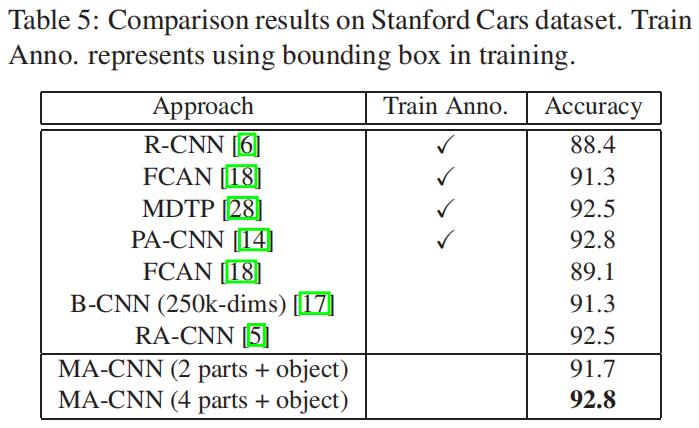 Table 5: Comparison results on Stanford Cars dataset. Train
Anno. represents using bounding box in training.
Approach Train Anno. Accuracy
R-CNN [6] ✓ 88.4
FCAN [18] ✓ 91.3
MDTP [28] ✓ 92.5
PA-CNN [14] ✓ 92.8
FCAN [18] 89.1
B-CNN (250k-dims) [17] 91.3
RA-CNN [5] 92.5
MA-CNN (2 parts + object) 91.7
MA-CNN (4 parts + object) 92.8